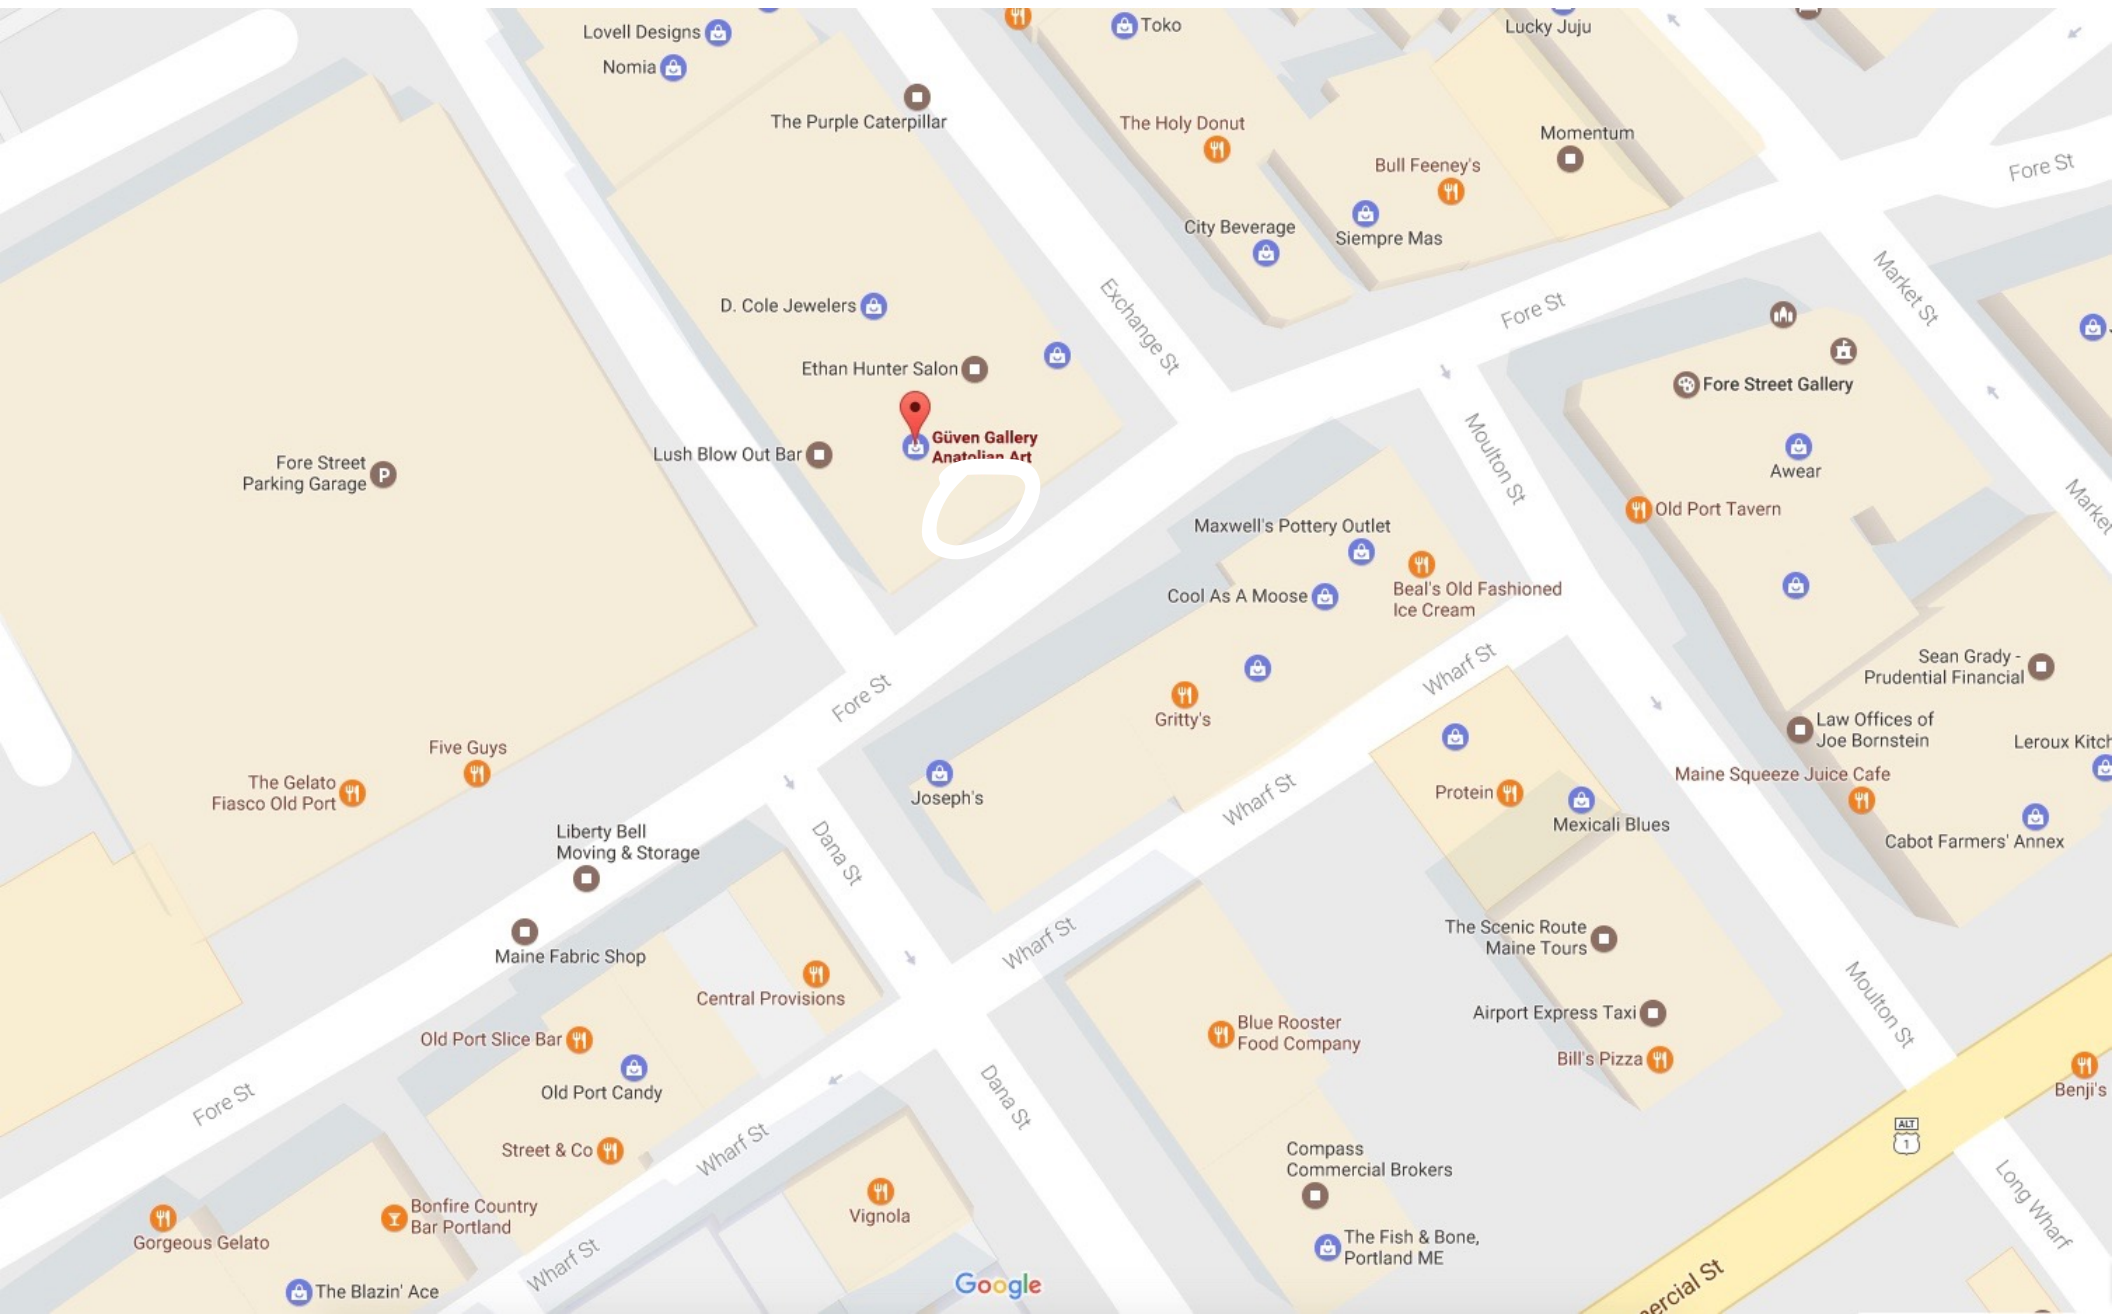 Lovell Designs
Nomia
Toko
Lucky Juju
The Purple Caterpillar
The Holy Donut
Momentum
Bull Feeney's
Fore St
City Beverage
Siempre Mas
Exchange St
Market St
D. Cole Jewelers
Fore St
Ethan Hunter Salon
Fore Street Gallery
Güven Gallery
Anatolian Art
Lush Blow Out Bar
Fore Street
Parking Garage
P
Moulton St
Awear
Old Port Tavern
Market
Maxwell's Pottery Outlet
Cool As A Moose
Beal's Old Fashioned
Ice Cream
Wharf St
Sean Grady -
Prudential Financial
Fore St
Gritty's
Law Offices of
Joe Bornstein
Leroux Kitch
Five Guys
The Gelato
Fiasco Old Port
Joseph's
Wharf St
Protein
Mexicali Blues
Maine Squeeze Juice Cafe
Cabot Farmers' Annex
Liberty Bell
Moving & Storage
Dana St
Maine Fabric Shop
Wharf St
The Scenic Route
Maine Tours
Central Provisions
Airport Express Taxi
Moulton St
Blue Rooster
Food Company
Old Port Slice Bar
Bill's Pizza
Old Port Candy
Dana St
Benji's
Fore St
ALT
1
Street & Co
Wharf St
Compass
Commercial Brokers
Long Wharf
Bonfire Country
Bar Portland
Vignola
Gorgeous Gelato
The Fish & Bone,
Portland ME
Wharf St
The Blazin' Ace
Google
ercial St